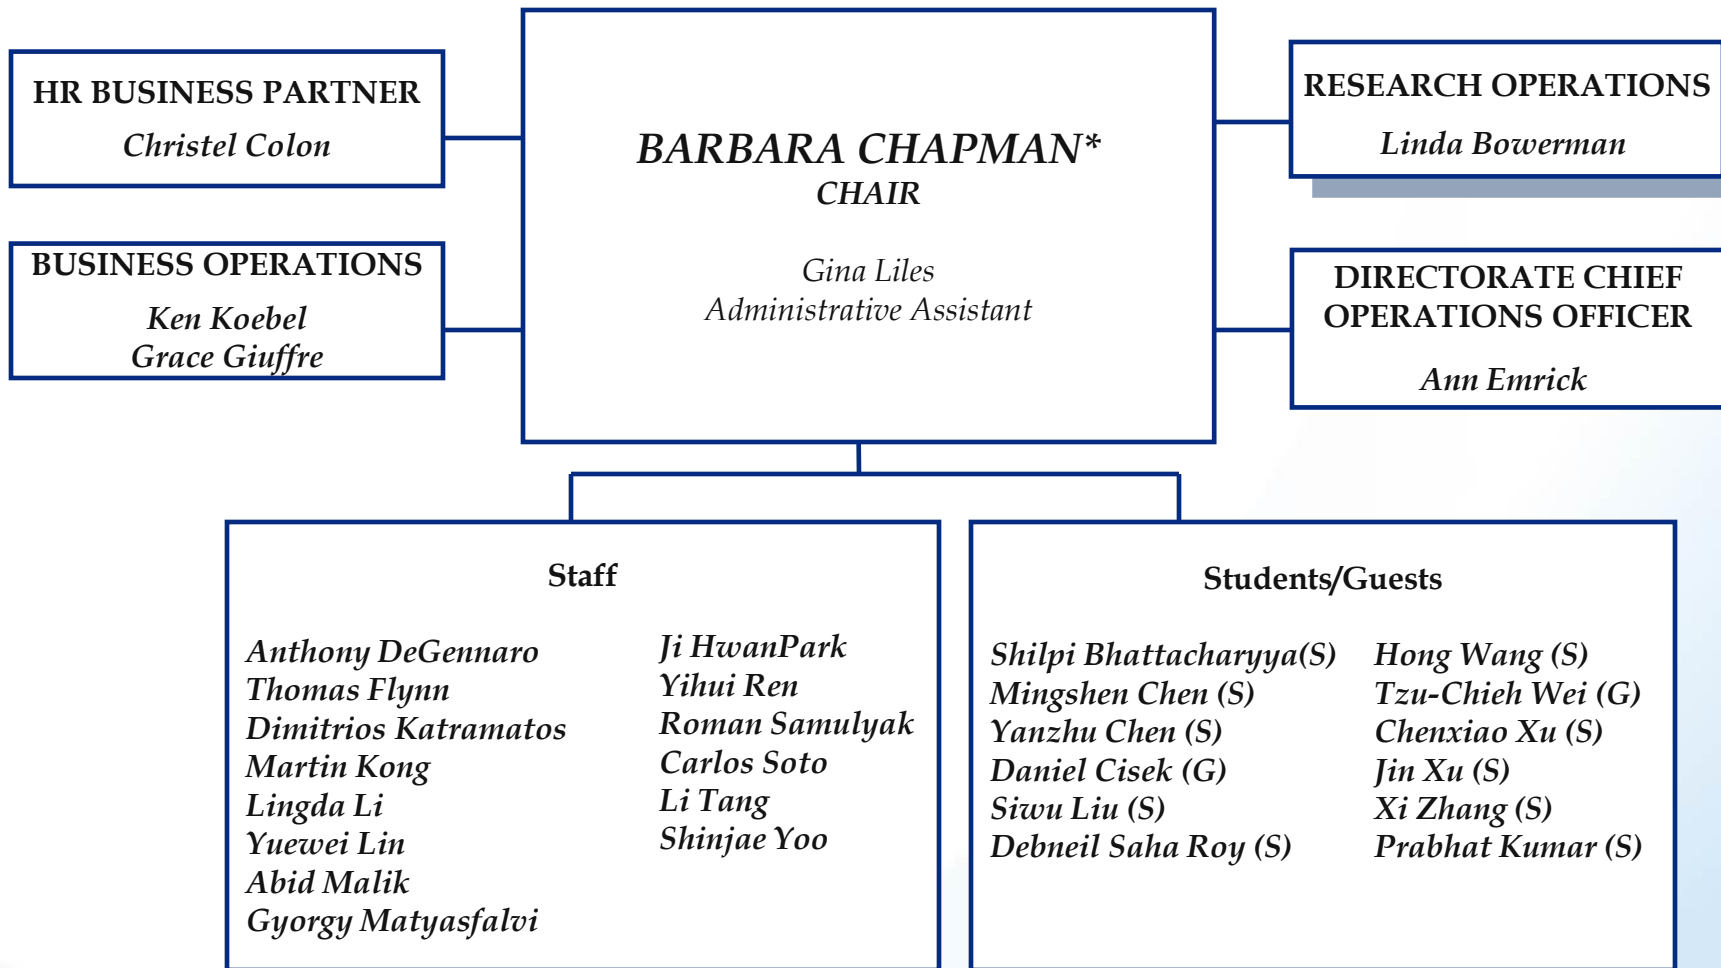 HR BUSINESS PARTNER
Christel Colon
BUSINESS OPERATIONS
Ken Koebel
Grace Giuffre
BARBARA CHAPMAN*
CHAIR
Gina Liles
Administrative Assistant
RESEARCH OPERATIONS
Linda Bowerman
DIRECTORATE CHIEF
OPERATIONS OFFICER
Ann Emrick
Staff
Anthony DeGennaro
Thomas Flynn
Dimitrios Katramatos
Martin Kong
Lingda Li
Yuewei Lin
Abid Malik
Gyorgy Matyasfalvi
Ji HwanPark
Yihui Ren
Roman Samulyak
Carlos Soto
Li Tang
Shinjae Yoo
Students/Guests
Shilpi Bhattacharyya(S)
Mingshen Chen (S)
Yanzhu Chen (S)
Daniel Cisek (G)
Siwu Liu (S)
Debneil Saha Roy (S)
Hong Wang (S)
Tzu-Chieh Wei (G)
Chenxiao Xu (S)
Jin Xu (S)
Xi Zhang (S)
Prabhat Kumar (S)